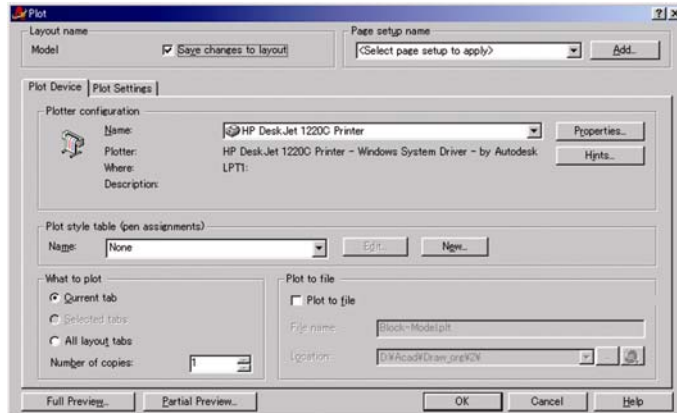 Plot
Layout name
Model
Save changes to layout
Page setup name
<Select page setup to apply>
Add...
Plot Device
Plot Settings
Plotter configuration
Name:
HP DeskJet 1220C Printer
Properties...
Plotter:
HP DeskJet 1220C Printer - Windows System Driver - by Autodesk
Hints...
Where:
LPT1:
Description:
Plot style table (pen assignments)
Name:
None
Edit...
New...
What to plot
Current tab
Selected tabs
All layout tabs
Number of copies:
1
Plot to file
Plot to file
File name:
Block-Model.plt
Location:
D:¥Acad¥Draw_org¥2¥
...
Full Preview...
Partial Preview...
OK
Cancel
Help